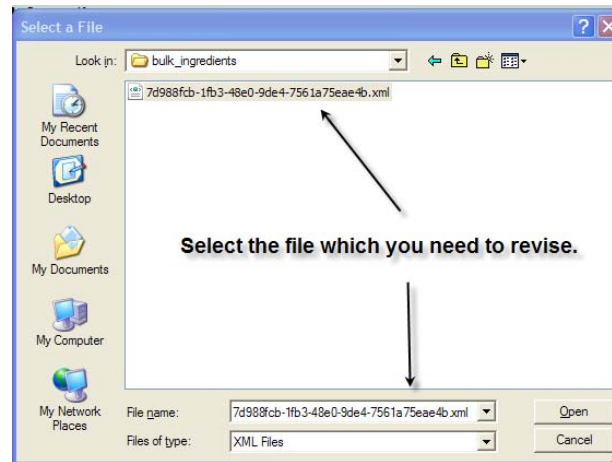 Select a File
Look in: bulk_ingredients
7d988fcb-1fb3-48e0-9de4-7561a75eae4b.xml
My Recent
Documents
Desktop
Select the file which you need to revise.
My Documents
My Computer
My Network
Places
File name: 7d988fcb-1fb3-48e0-9de4-7561a75eae4b.xml Open
Files of type: XML Files Cancel